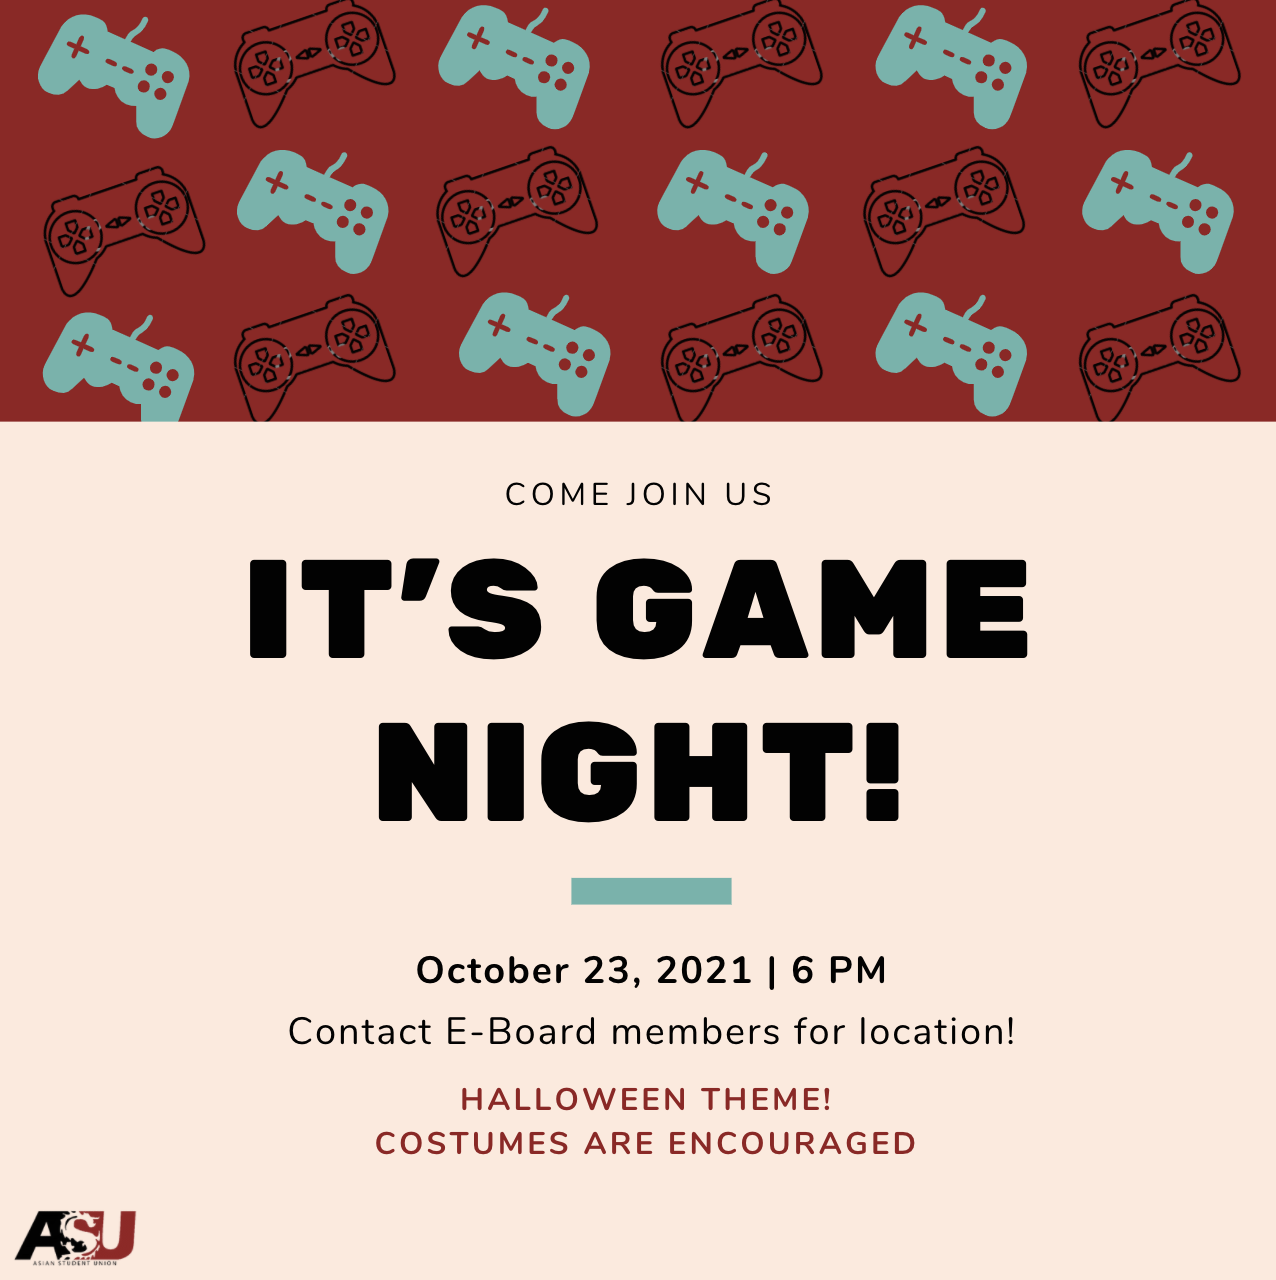 COME JOIN US
IT’S GAME
NIGHT!
October 23, 2021 | 6 PM
Contact E-Board members for location!
HALLOWEEN THEME!
COSTUMES ARE ENCOURAGED
ASU
ASIAN STUDENT UNION